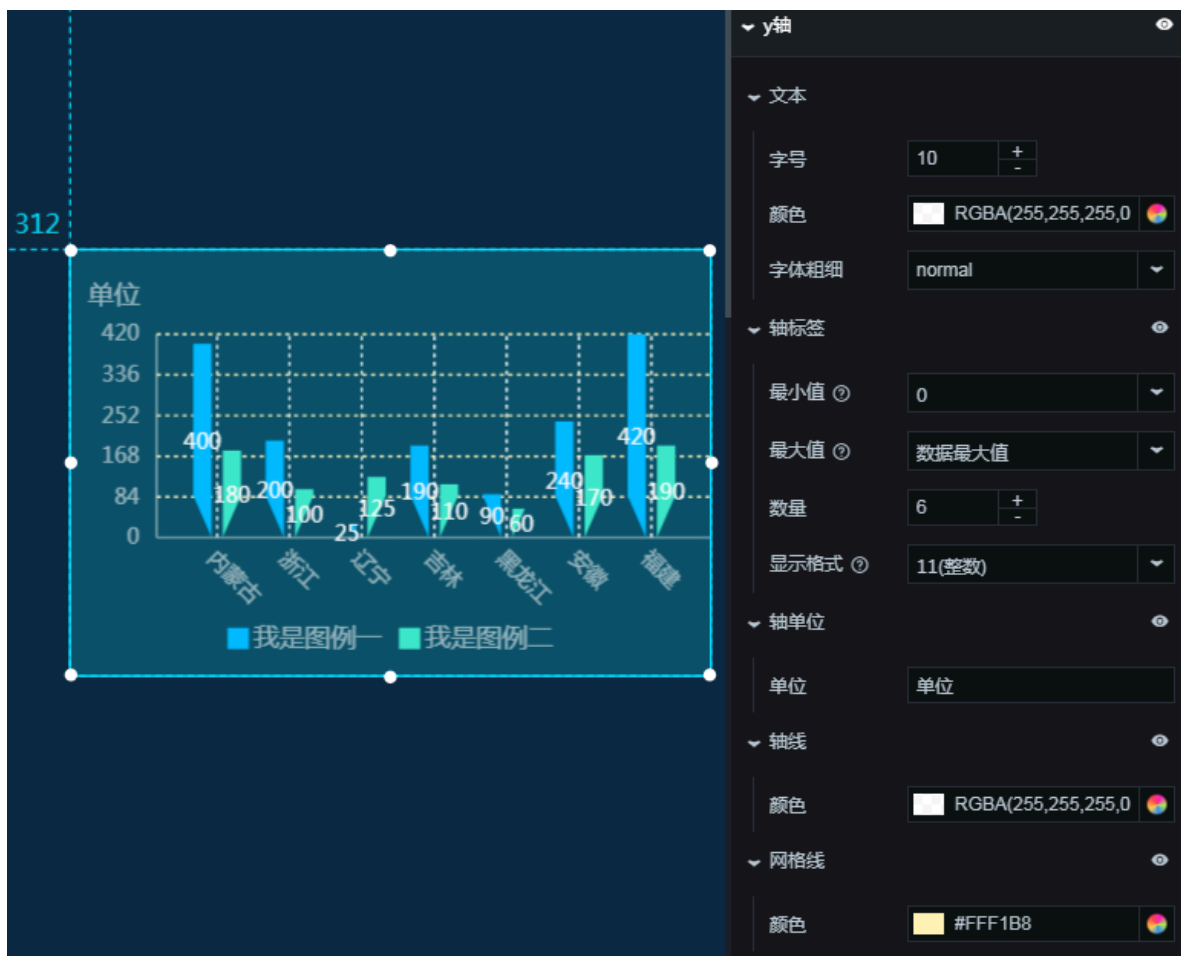 312
单位
420
336
252
168
84
0
400
180
200
100
25
125
190
110
90
60
240
170
420
190
内蒙古
浙江
辽宁
吉林
黑龙江
安徽
福建
我是图例一 我是图例二
y轴
文本
字号 10 + -
颜色 RGBA(255,255,255,0
字体粗细 normal
轴标签
最小值 ? 0
最大值 ? 数据最大值
数量 6 + -
显示格式 ? 11(整数)
轴单位
单位 单位
轴线
颜色 RGBA(255,255,255,0
网格线
颜色 #FFF1B8